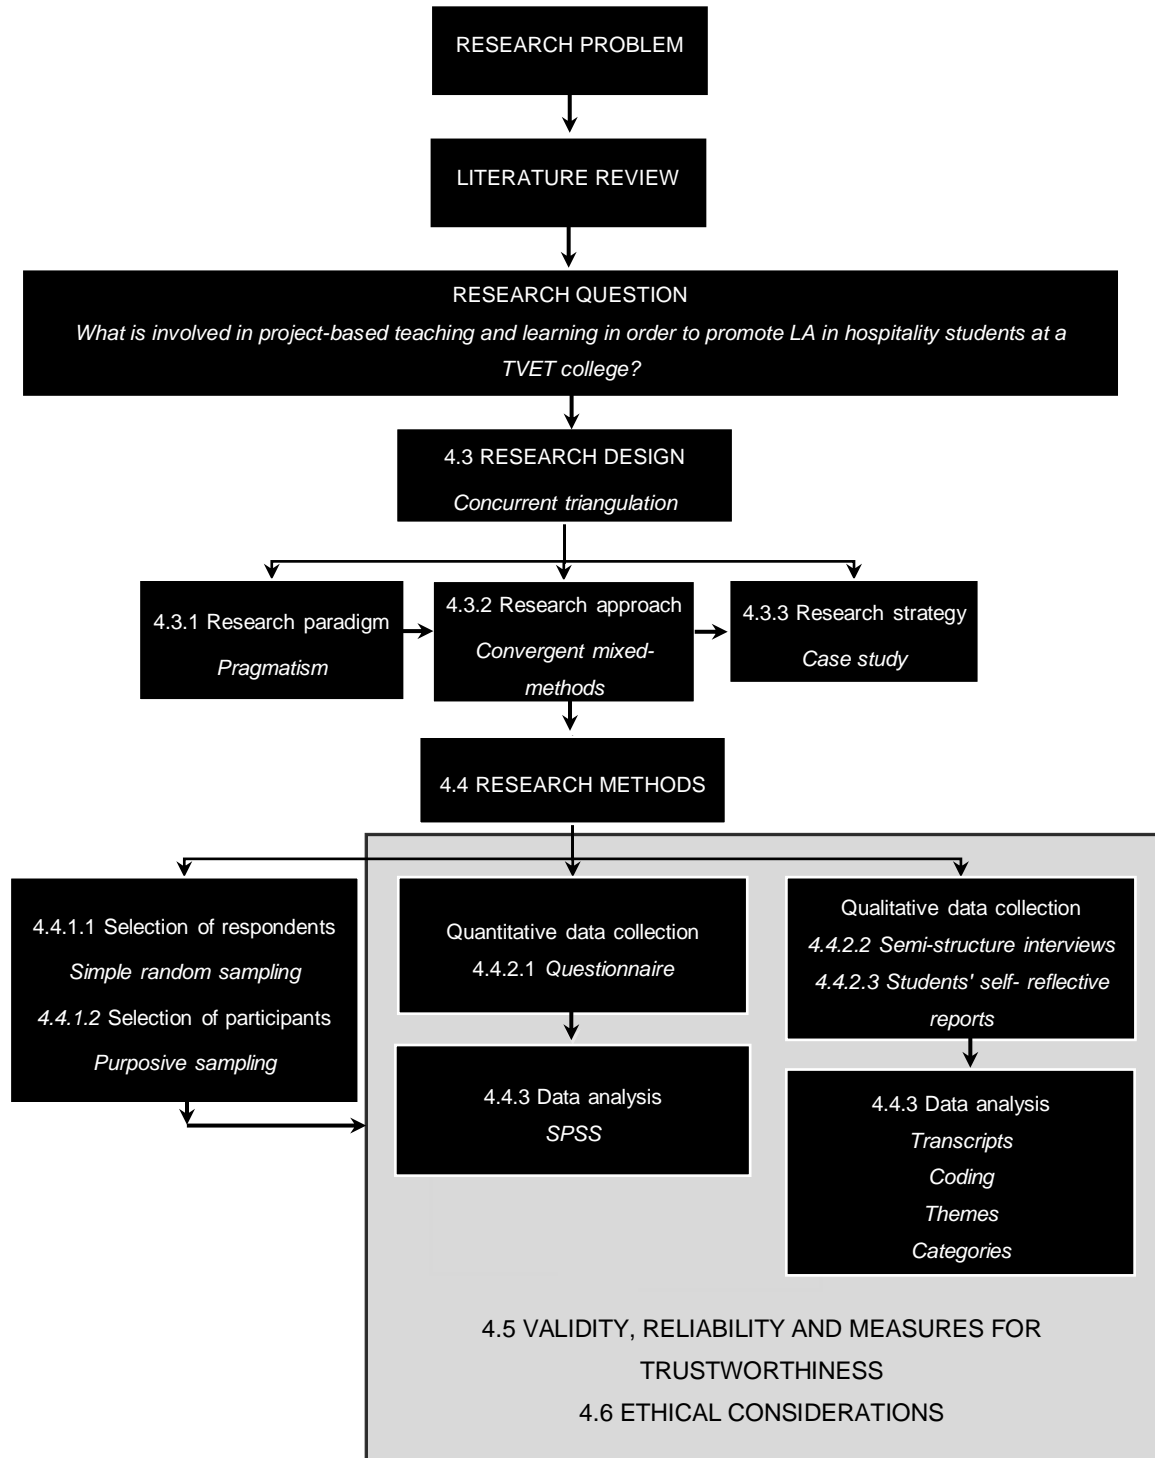 RESEARCH PROBLEM
LITERATURE REVIEW
RESEARCH QUESTION
What is involved in project-based teaching and learning in order to promote LA in hospitality students at a
TVET college?
4.3 RESEARCH DESIGN
Concurrent triangulation
4.3.1 Research paradigm
Pragmatism
4.3.2 Research approach
Convergent mixed-
methods
4.3.3 Research strategy
Case study
4.4 RESEARCH METHODS
4.4.1.1 Selection of respondents
Simple random sampling
4.4.1.2 Selection of participants
Purposive sampling
Quantitative data collection
4.4.2.1 Questionnaire
4.4.3 Data analysis
SPSS
Qualitative data collection
4.4.2.2 Semi-structure interviews
4.4.2.3 Students' self- reflective
reports
4.4.3 Data analysis
Transcripts
Coding
Themes
Categories
4.5 VALIDITY, RELIABILITY AND MEASURES FOR
TRUSTWORTHINESS
4.6 ETHICAL CONSIDERATIONS